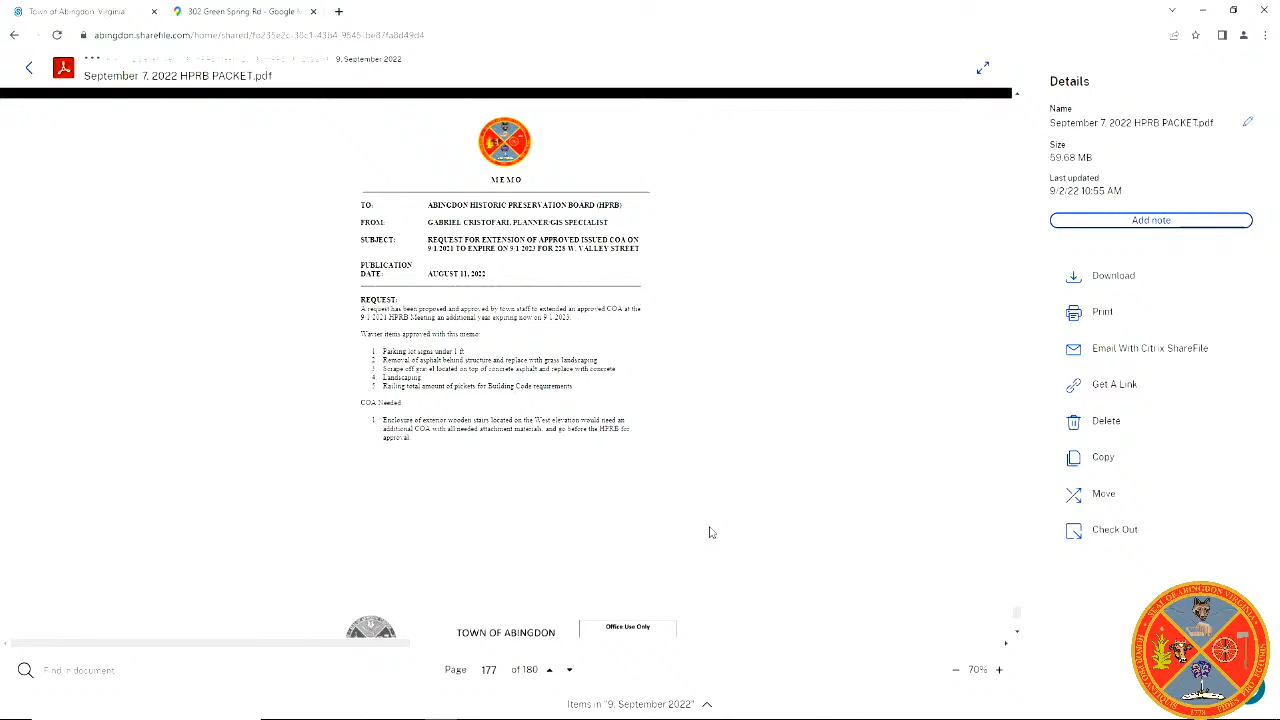 Town of Abingdon, Virginia
302 Green Spring Rd - Google M
abingdon.sharefile.com/home/shared/
9. September 2022
September 7, 2022 HPRB PACKET.pdf
MEMO
TO: ABINGDON HISTORIC PRESERVATION BOARD (HPRB)
FROM: GABRIEL CRISTOFARI, PLANNER/GIS SPECIALIST
SUBJECT: REQUEST FOR EXTENSION OF APPROVED ISSUED COA ON
9-1-2021 TO EXPIRE ON 9-1-2023 FOR 228 W. VALLEY STREET
PUBLICATION
DATE: AUGUST 11, 2022
REQUEST:
A request has been proposed and approved by town staff to extended an approved COA at the
9-1-2021 HPRB Meeting an additional year expiring now on 9-1-2023.
Wavier items approved with this memo:
1. Parking lot signs under 1 ft
2. Removal of asphalt behind structure and replace with grass landscaping
3. Scrape off gravel located on top of concrete asphalt and replace with concrete
4. Landscaping
5. Railing total amount of pickets for Building Code requirements
COA Needed:
1. Enclosure of exterior wooden stairs located on the West elevation would need an
additional COA with all needed attachment materials, and go before the HPRB for
approval.
TOWN OF ABINGDON
Office Use Only
Find in document
Page 177 of 180
70%
Items in "9. September 2022"
Details
Name
September 7, 2022 HPRB PACKET.pdf
Size
59.68 MB
Last updated
9/2/22 10:55 AM
Add note
Download
Print
Email With Citrix ShareFile
Get A Link
Delete
Copy
Move
Check Out
SEAL OF ABINGDON VIRGINIA
1778